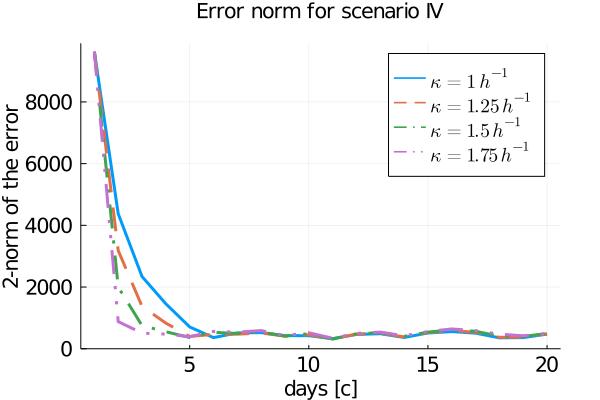 Error norm for scenario IV
2-norm of the error
8000
6000
4000
2000
0
κ = 1 h⁻¹
κ = 1.25 h⁻¹
κ = 1.5 h⁻¹
κ = 1.75 h⁻¹
5
10
15
20
days [c]